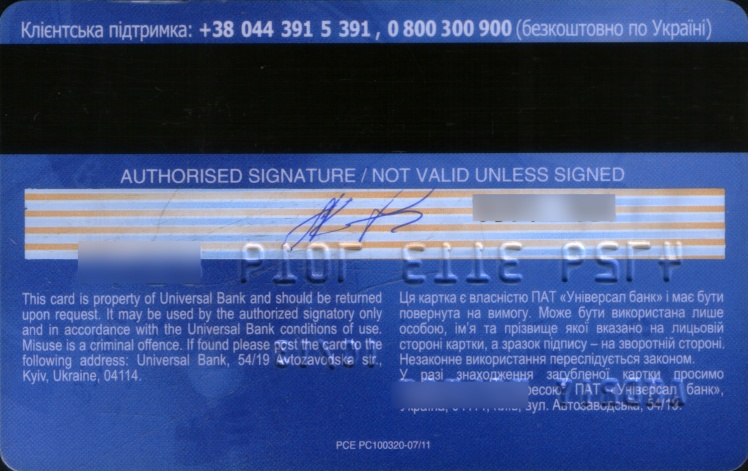 Клієнтська підтримка: +38 044 391 5 391, 0 800 300 900 (безкоштовно по Україні)
AUTHORISED SIGNATURE / NOT VALID UNLESS SIGNED
This card is property of Universal Bank and should be returned
upon request. It may be used by the authorized signatory only
and in accordance with the Universal Bank conditions of use.
Misuse is a criminal offence. If found please post the card to the
following address: Universal Bank, 54/19 Avtozavodska str.,
Kyiv, Ukraine, 04114.
Ця картка є власністю ПАТ «Універсал банк» і має бути
повернута на вимогу. Може бути використана лише
особою, ім'я та прізвище якої вказано на лицьовій
стороні картки, а зразок підпису – на зворотній стороні.
Незаконне використання переслідується законом.
У разі знаходження загубленої картки просимо
ПАТ «Універсал банк»,
вул. Автозаводська, 54/19.
PCE PC100320-07/11